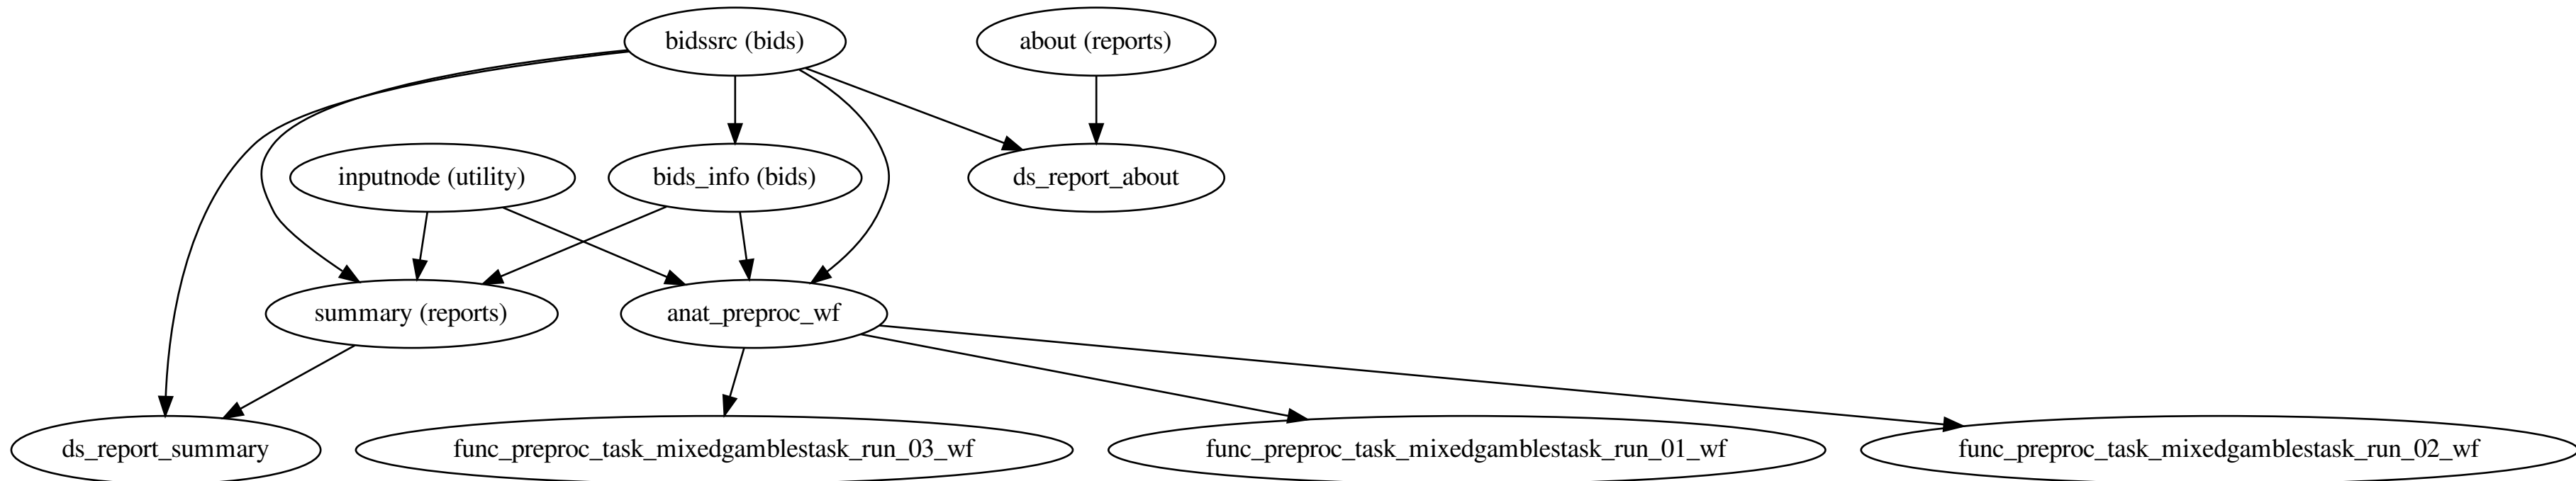 bidssrc (bids)
about (reports)
inputnode (utility)
bids_info (bids)
ds_report_about
summary (reports)
anat_preproc_wf
ds_report_summary
func_preproc_task_mixedgamblestask_run_03_wf
func_preproc_task_mixedgamblestask_run_01_wf
func_preproc_task_mixedgamblestask_run_02_wf